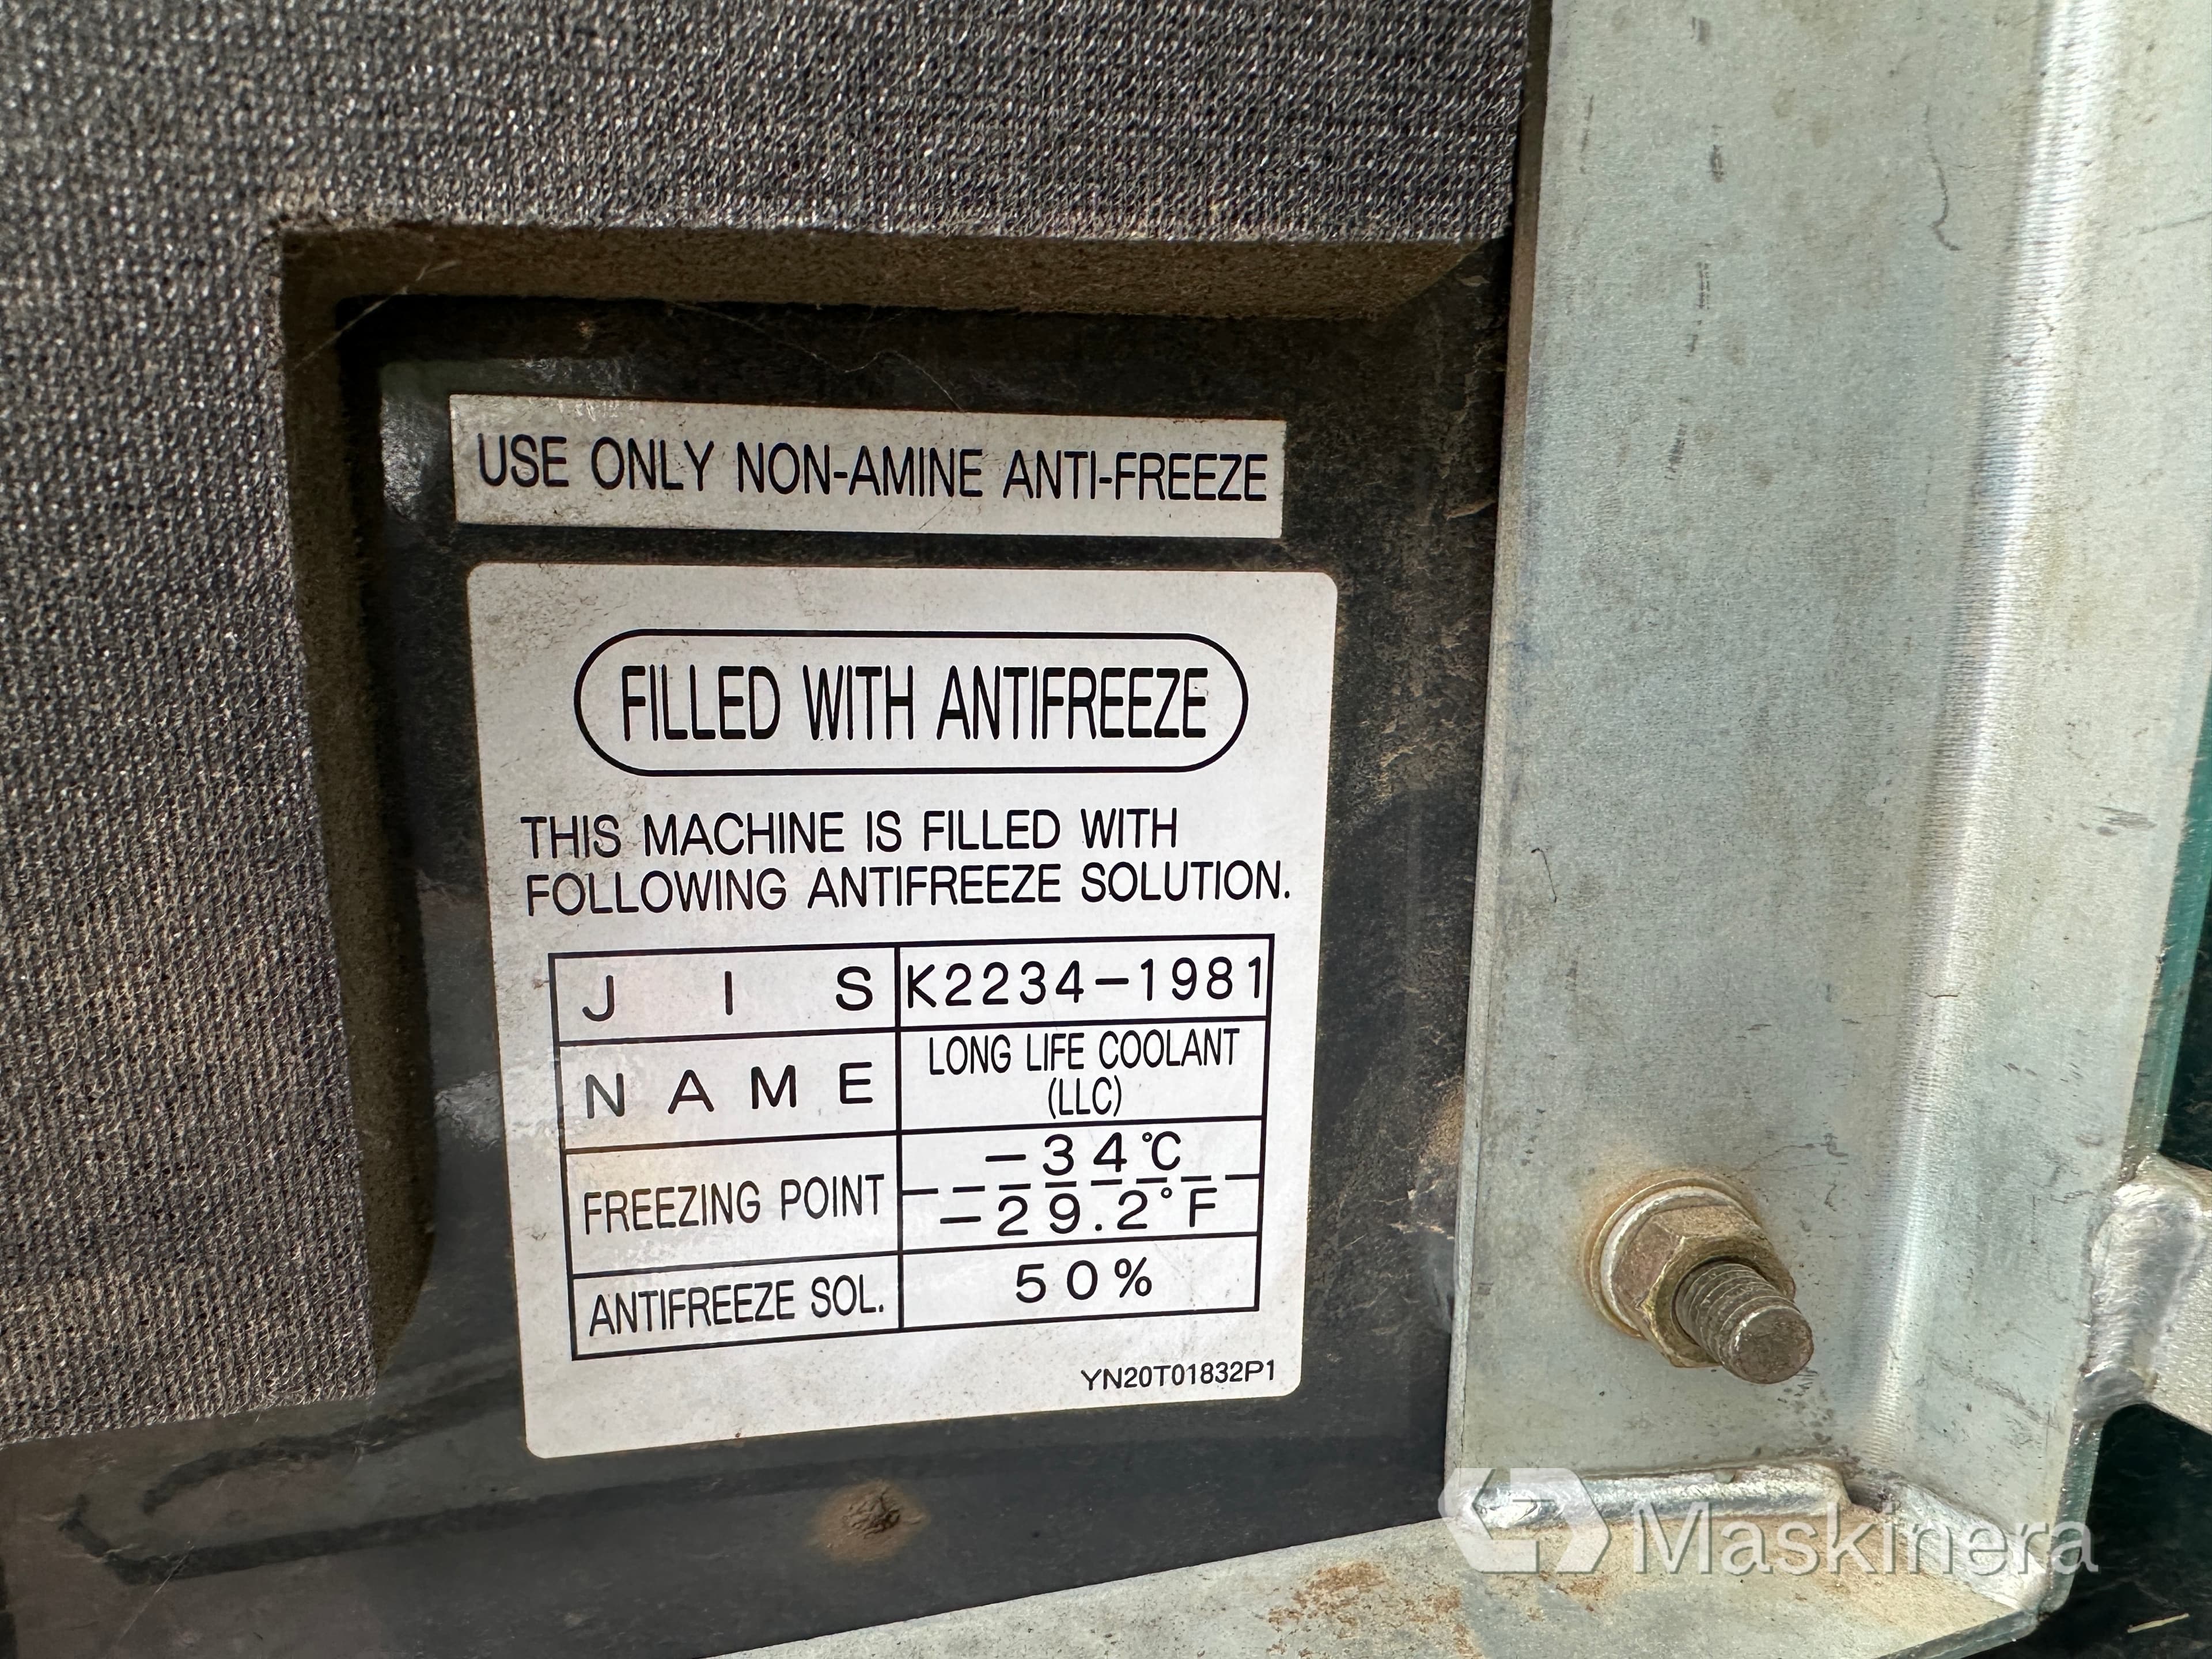 USE ONLY NON-AMINE ANTI-FREEZE
FILLED WITH ANTIFREEZE
THIS MACHINE IS FILLED WITH
FOLLOWING ANTIFREEZE SOLUTION.
JIS K2234-1981
NAME LONG LIFE COOLANT
(LLC)
FREEZING POINT -34℃
-29.2°F
ANTIFREEZE SOL. 50%
YN20T01832P1
Maskinera